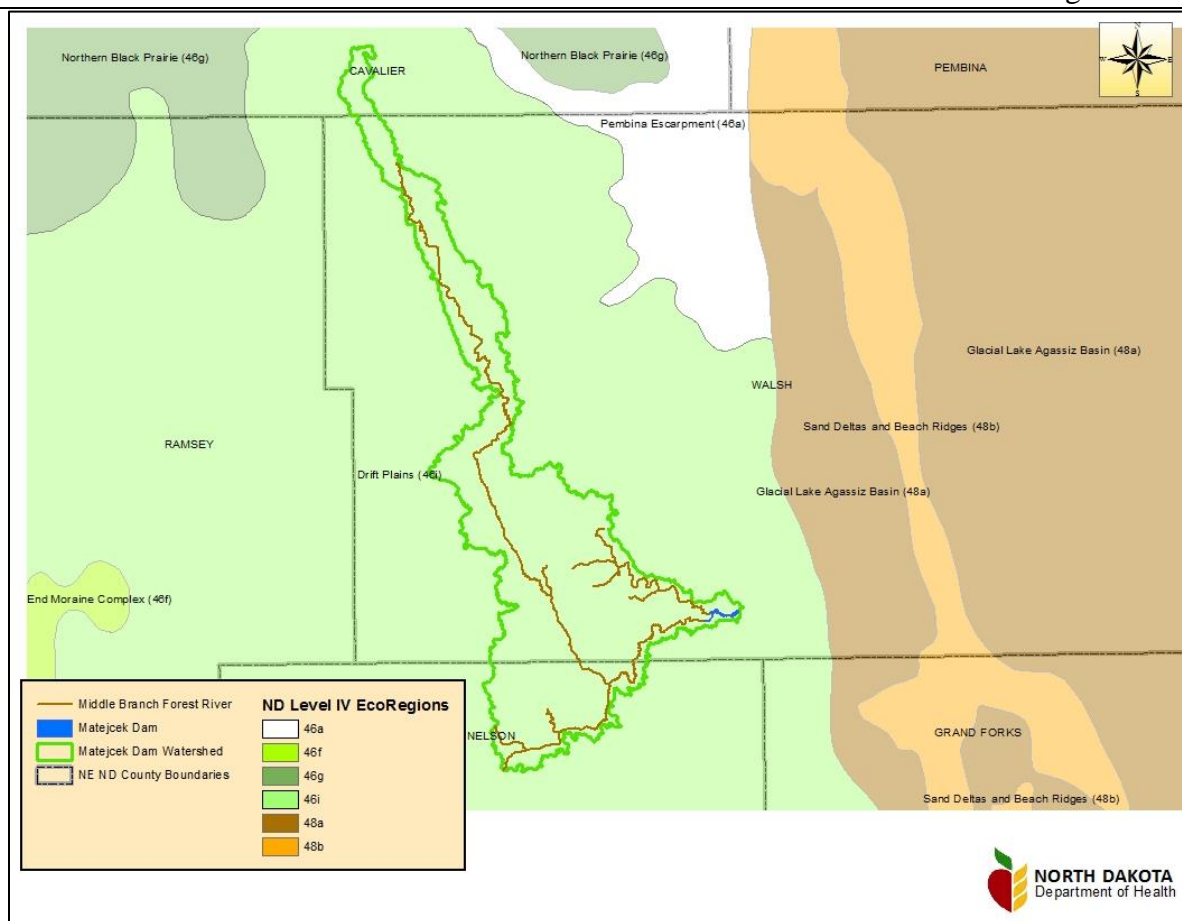 Northern Black Prairie (46g)
CAVALIER
Northern Black Prairie (46g)
PEMBINA
N
W
E
S
Pembina Escarpment (46a)
Glacial Lake Agassiz Basin (48a)
WALSH
Sand Deltas and Beach Ridges (48b)
RAMSEY
Drift Plains (46i)
Glacial Lake Agassiz Basin (48a)
End Moraine Complex (46f)
NELSON
GRAND FORKS
Sand Deltas and Beach Ridges (48b)
Middle Branch Forest River
Matejcek Dam
Matejcek Dam Watershed
NE ND County Boundaries
ND Level IV EcoRegions
46a
46f
46g
46i
48a
48b
NORTH DAKOTA
Department of Health